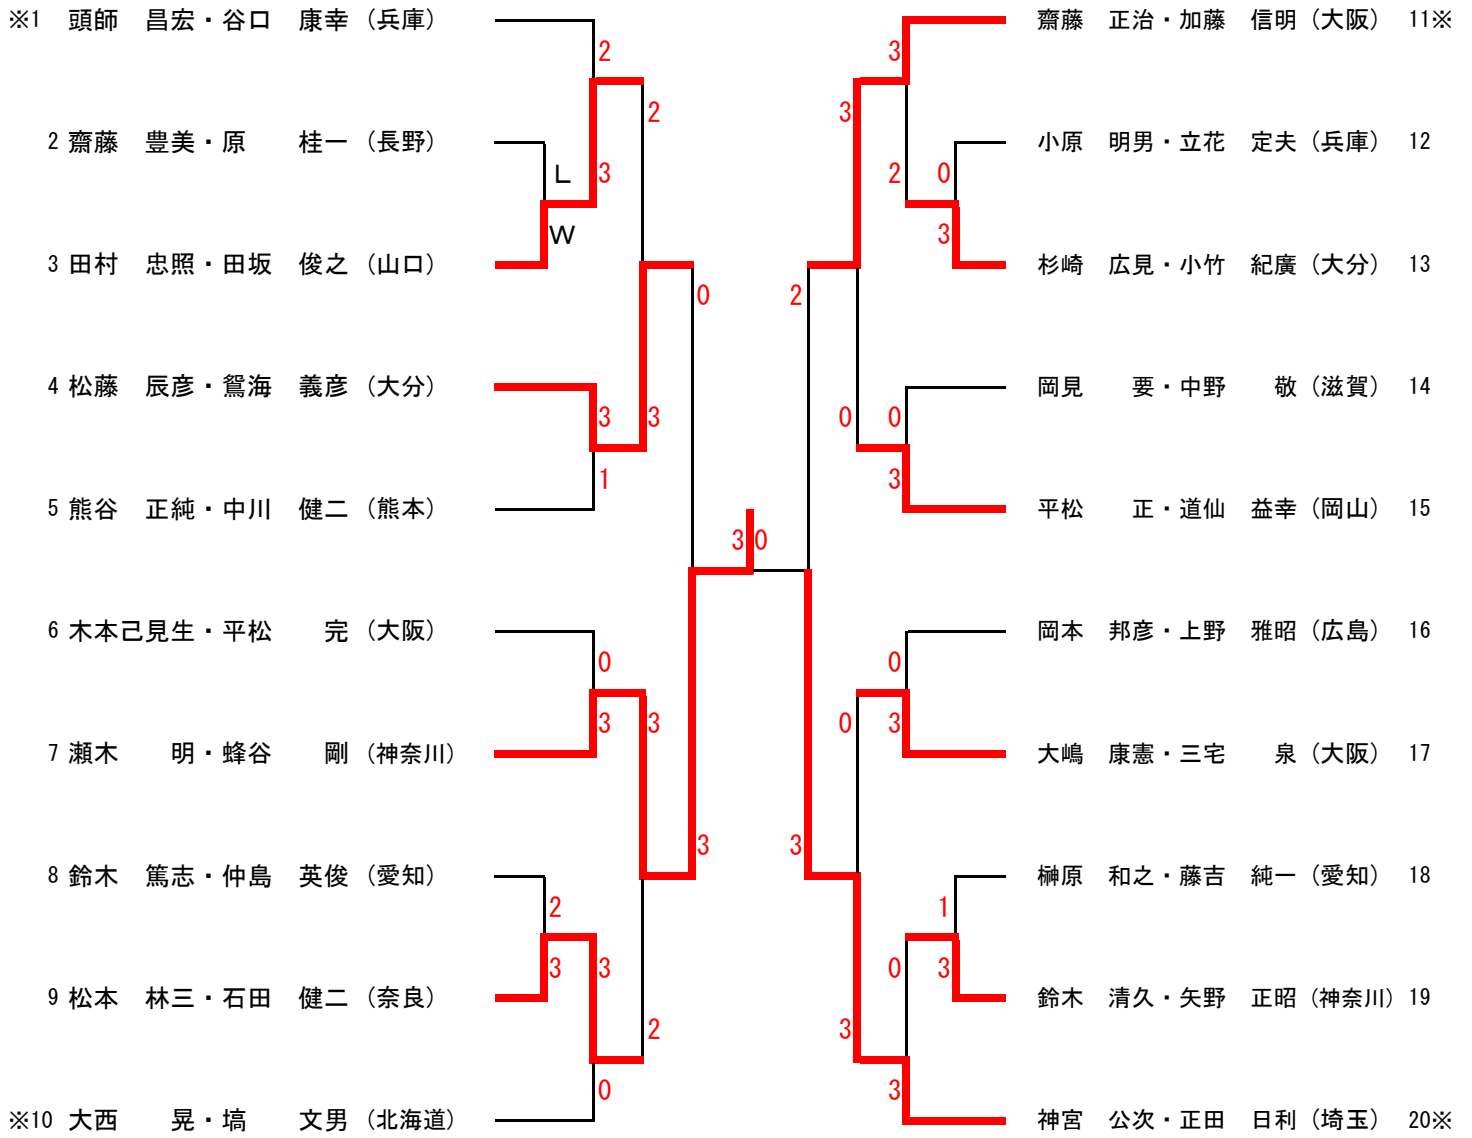 ※1 頭師　昌宏・谷口　康幸 (兵庫)
2 齋藤　豊美・原　　桂一 (長野)
3 田村　忠照・田坂　俊之 (山口)
4 松藤　辰彦・鴛海　義彦 (大分)
5 熊谷　正純・中川　健二 (熊本)
6 木本己見生・平松　　完 (大阪)
7 瀬木　　明・蜂谷　　剛 (神奈川)
8 鈴木　篤志・仲島　英俊 (愛知)
9 松本　林三・石田　健二 (奈良)
※10 大西　　晃・塙　　文男 (北海道)
2
2
L
3
W
0
3
3
1
3 0
0
3
3
3
2
3
3
2
0
3
3
2
0
3
2
0
0
3
0
0
3
3
1
0
3
3
3
齋藤　正治・加藤　信明 (大阪) 11※
小原　明男・立花　定夫 (兵庫) 12
杉崎　広見・小竹　紀廣 (大分) 13
岡見　　要・中野　　敬 (滋賀) 14
平松　　正・道仙　益幸 (岡山) 15
岡本　邦彦・上野　雅昭 (広島) 16
大嶋　康憲・三宅　　泉 (大阪) 17
榊原　和之・藤吉　純一 (愛知) 18
鈴木　清久・矢野　正昭 (神奈川) 19
神宮　公次・正田　日利 (埼玉) 20※